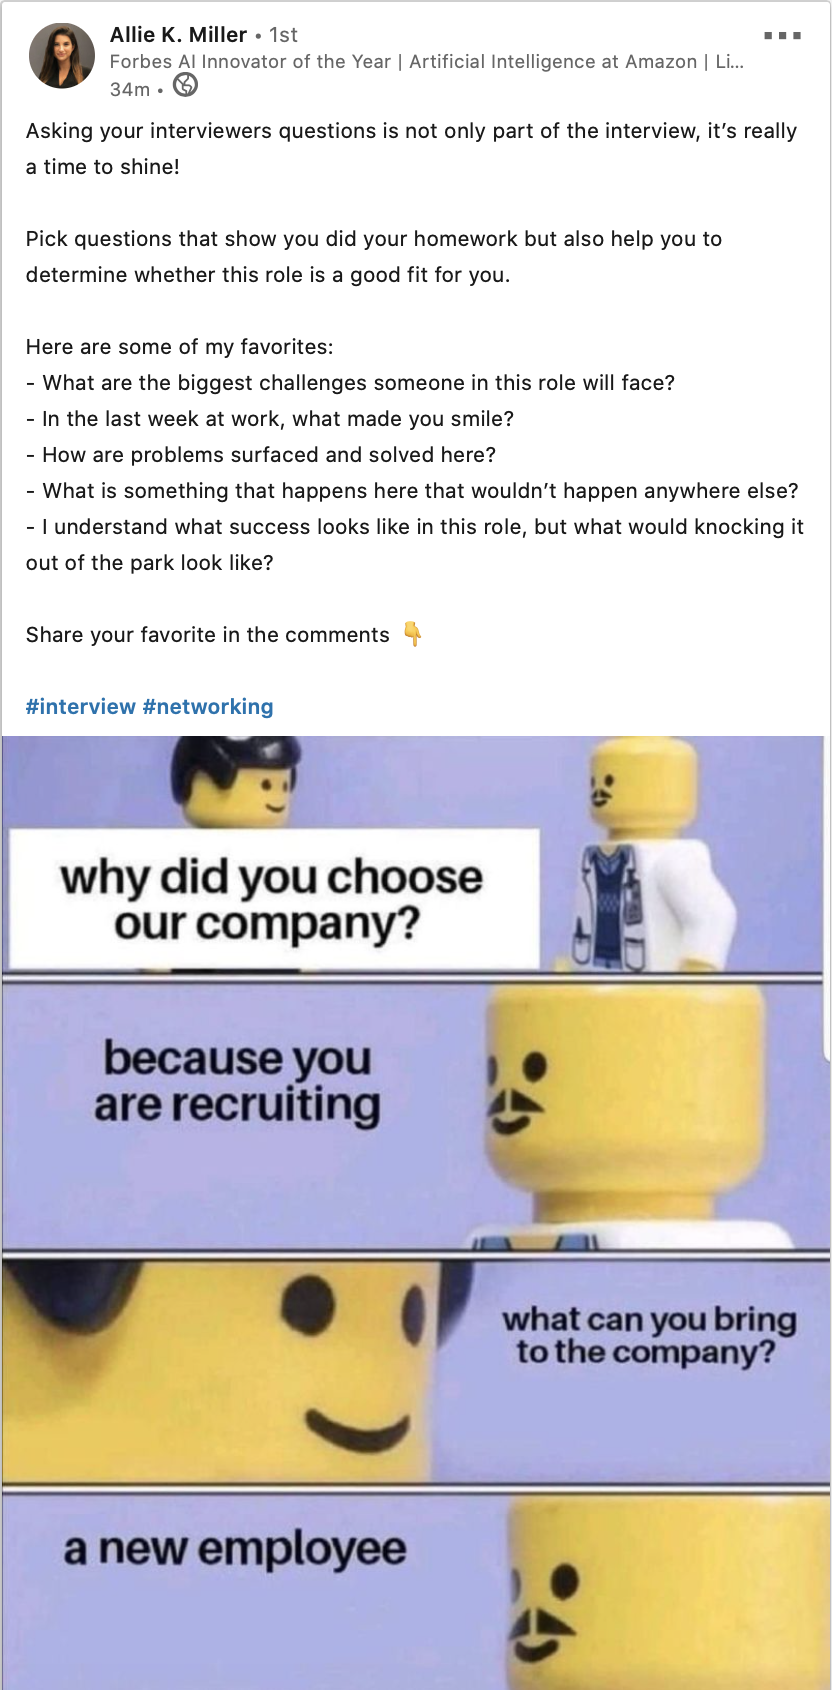 Allie K. Miller • 1st
Forbes AI Innovator of the Year | Artificial Intelligence at Amazon | Li...
34m •
Asking your interviewers questions is not only part of the interview, it’s really
a time to shine!
Pick questions that show you did your homework but also help you to
determine whether this role is a good fit for you.
Here are some of my favorites:
- What are the biggest challenges someone in this role will face?
- In the last week at work, what made you smile?
- How are problems surfaced and solved here?
- What is something that happens here that wouldn’t happen anywhere else?
- I understand what success looks like in this role, but what would knocking it
out of the park look like?
Share your favorite in the comments 👇
#interview #networking
why did you choose
our company?
because you
are recruiting
what can you bring
to the company?
a new employee